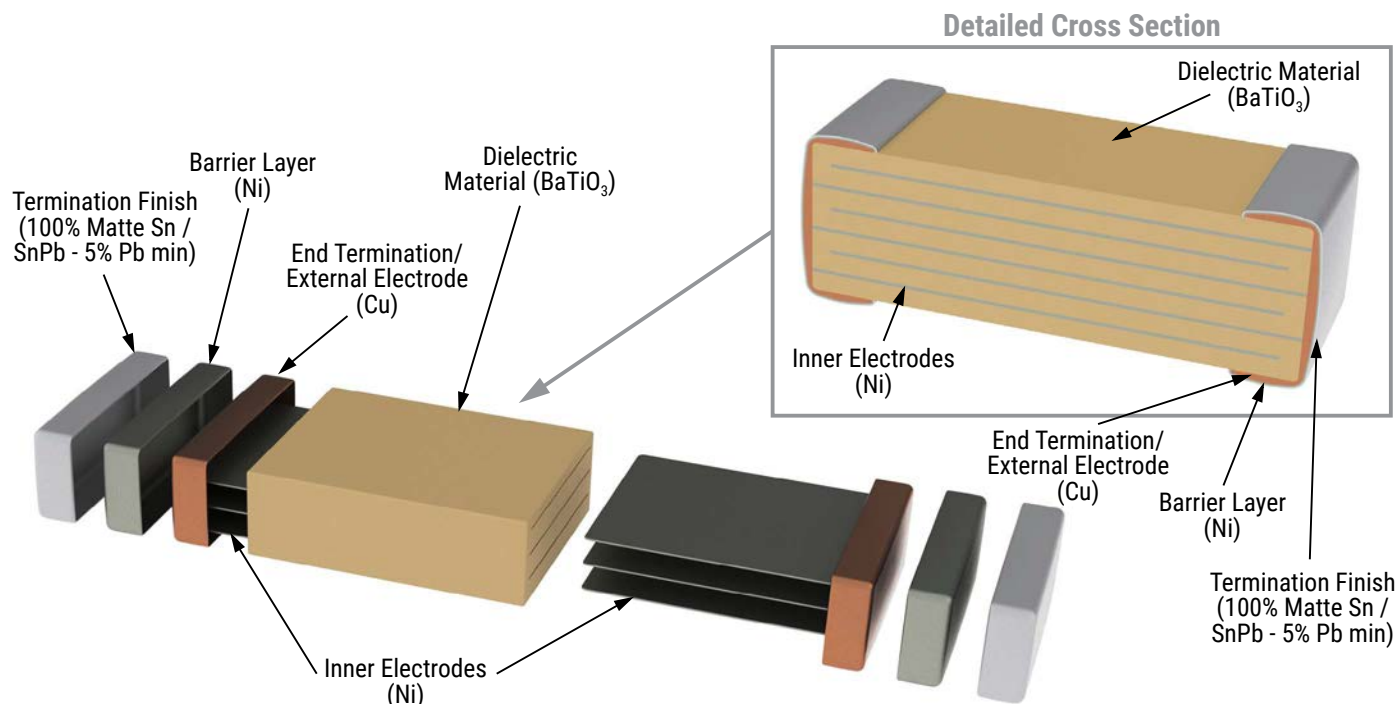 Detailed Cross Section
Dielectric Material
(BaTiO₃)
Inner Electrodes
(Ni)
End Termination/
External Electrode
(Cu)
Barrier Layer
(Ni)
Termination Finish
(100% Matte Sn /
SnPb - 5% Pb min)
Termination Finish
(100% Matte Sn /
SnPb - 5% Pb min)
Barrier Layer
(Ni)
End Termination/
External Electrode
(Cu)
Dielectric
Material (BaTiO₃)
Inner Electrodes
(Ni)